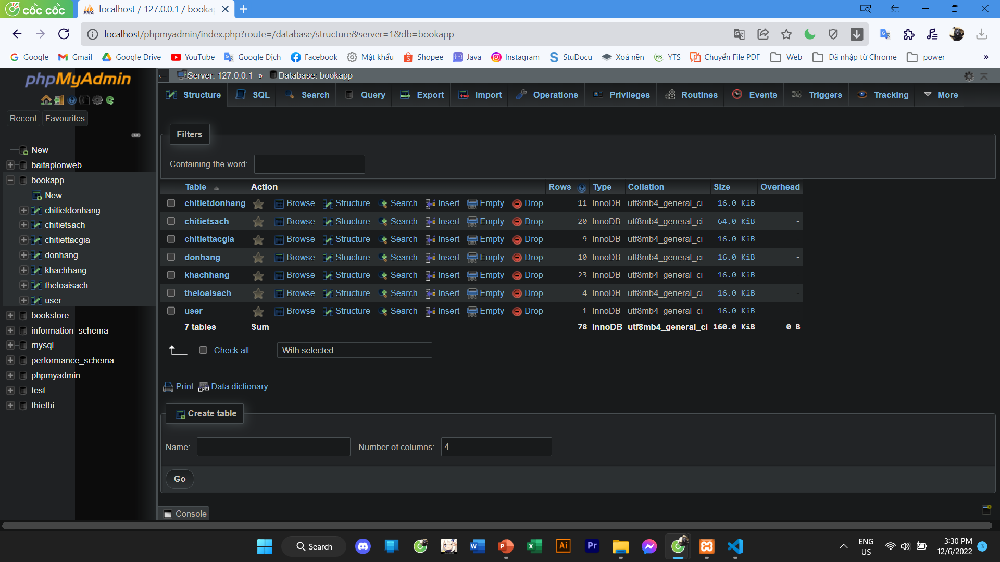 cốc cốc
localhost / 127.0.0.1 / booka
localhost/phpmyadmin/index.php?route=/database/structure&server=1&db=bookapp
Google Gmail Google Drive YouTube Google Dịch Facebook Mật khẩu Shopee Java Instagram StuDocu Xoá nền YTS Chuyển File PDF Web Đã nhập từ Chrome power »
phpMyAdmin
Recent Favourites
New
baitaplonweb
bookapp
New
chitietdonhang
chitietsach
chitiettacgia
donhang
khachhang
theloaisach
user
bookstore
information_schema
mysql
performance_schema
phpmyadmin
test
thietbi
Server: 127.0.0.1 » Database: bookapp
Structure SQL Search Query Export Import Operations Privileges Routines Events Triggers Tracking More
Filters
Containing the word:
Table Action Rows Type Collation Size Overhead
chitietdonhang Browse Structure Search Insert Empty Drop 11 InnoDB utf8mb4_general_ci 16.0 KiB -
chitietsach Browse Structure Search Insert Empty Drop 20 InnoDB utf8mb4_general_ci 64.0 KiB -
chitiettacgia Browse Structure Search Insert Empty Drop 9 InnoDB utf8mb4_general_ci 16.0 KiB -
donhang Browse Structure Search Insert Empty Drop 10 InnoDB utf8mb4_general_ci 16.0 KiB -
khachhang Browse Structure Search Insert Empty Drop 23 InnoDB utf8mb4_general_ci 16.0 KiB -
theloaisach Browse Structure Search Insert Empty Drop 4 InnoDB utf8mb4_general_ci 16.0 KiB -
user Browse Structure Search Insert Empty Drop 1 InnoDB utf8mb4_general_ci 16.0 KiB -
7 tables Sum 78 InnoDB utf8mb4_general_ci 160.0 KiB 0 B
Check all With selected:
Print Data dictionary
Create table
Name: Number of columns: 4
Go
Console
Search
ENG
US
3:30 PM
12/6/2022
3